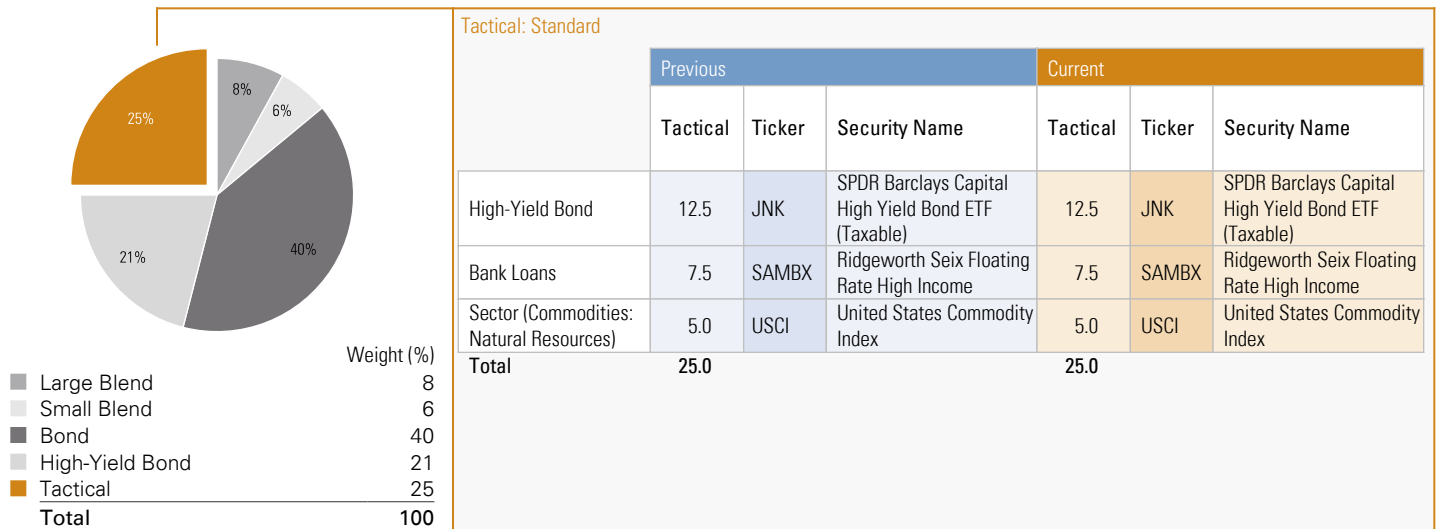 Tactical: Standard
8%
6%
25%
40%
21%
Weight (%)
Large Blend 8
Small Blend 6
Bond 40
High-Yield Bond 21
Tactical 25
Total 100
Previous Current
Tactical Ticker Security Name Tactical Ticker Security Name
High-Yield Bond 12.5 JNK SPDR Barclays Capital High Yield Bond ETF (Taxable) 12.5 JNK SPDR Barclays Capital High Yield Bond ETF (Taxable)
Bank Loans 7.5 SAMBX Ridgeworth Seix Floating Rate High Income 7.5 SAMBX Ridgeworth Seix Floating Rate High Income
Sector (Commodities: Natural Resources) 5.0 USCI United States Commodity Index 5.0 USCI United States Commodity Index
Total 25.0 25.0